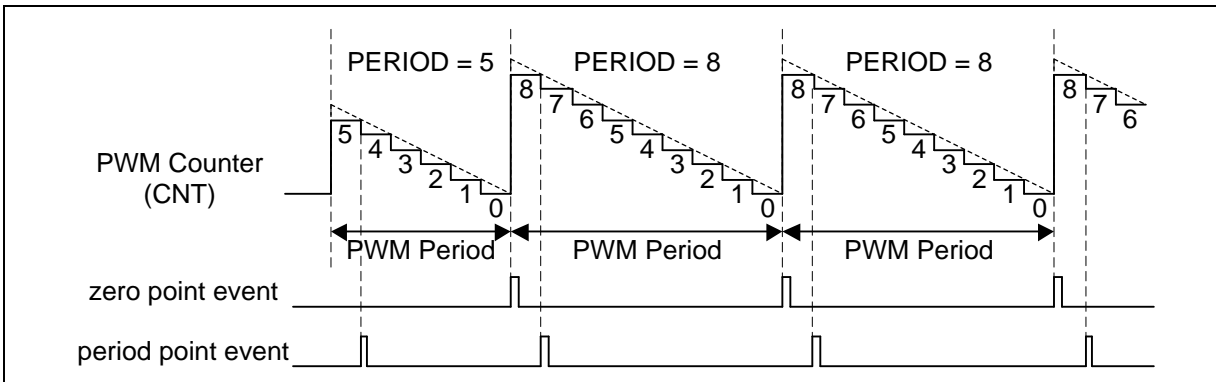 PERIOD = 5 PERIOD = 8 PERIOD = 8
8 7 6 5 4 3 2 1 0
8 7 6 5 4 3 2 1 0
8 7 6
5 4 3 2 1 0
PWM Counter
(CNT)
PWM Period PWM Period PWM Period
zero point event
period point event